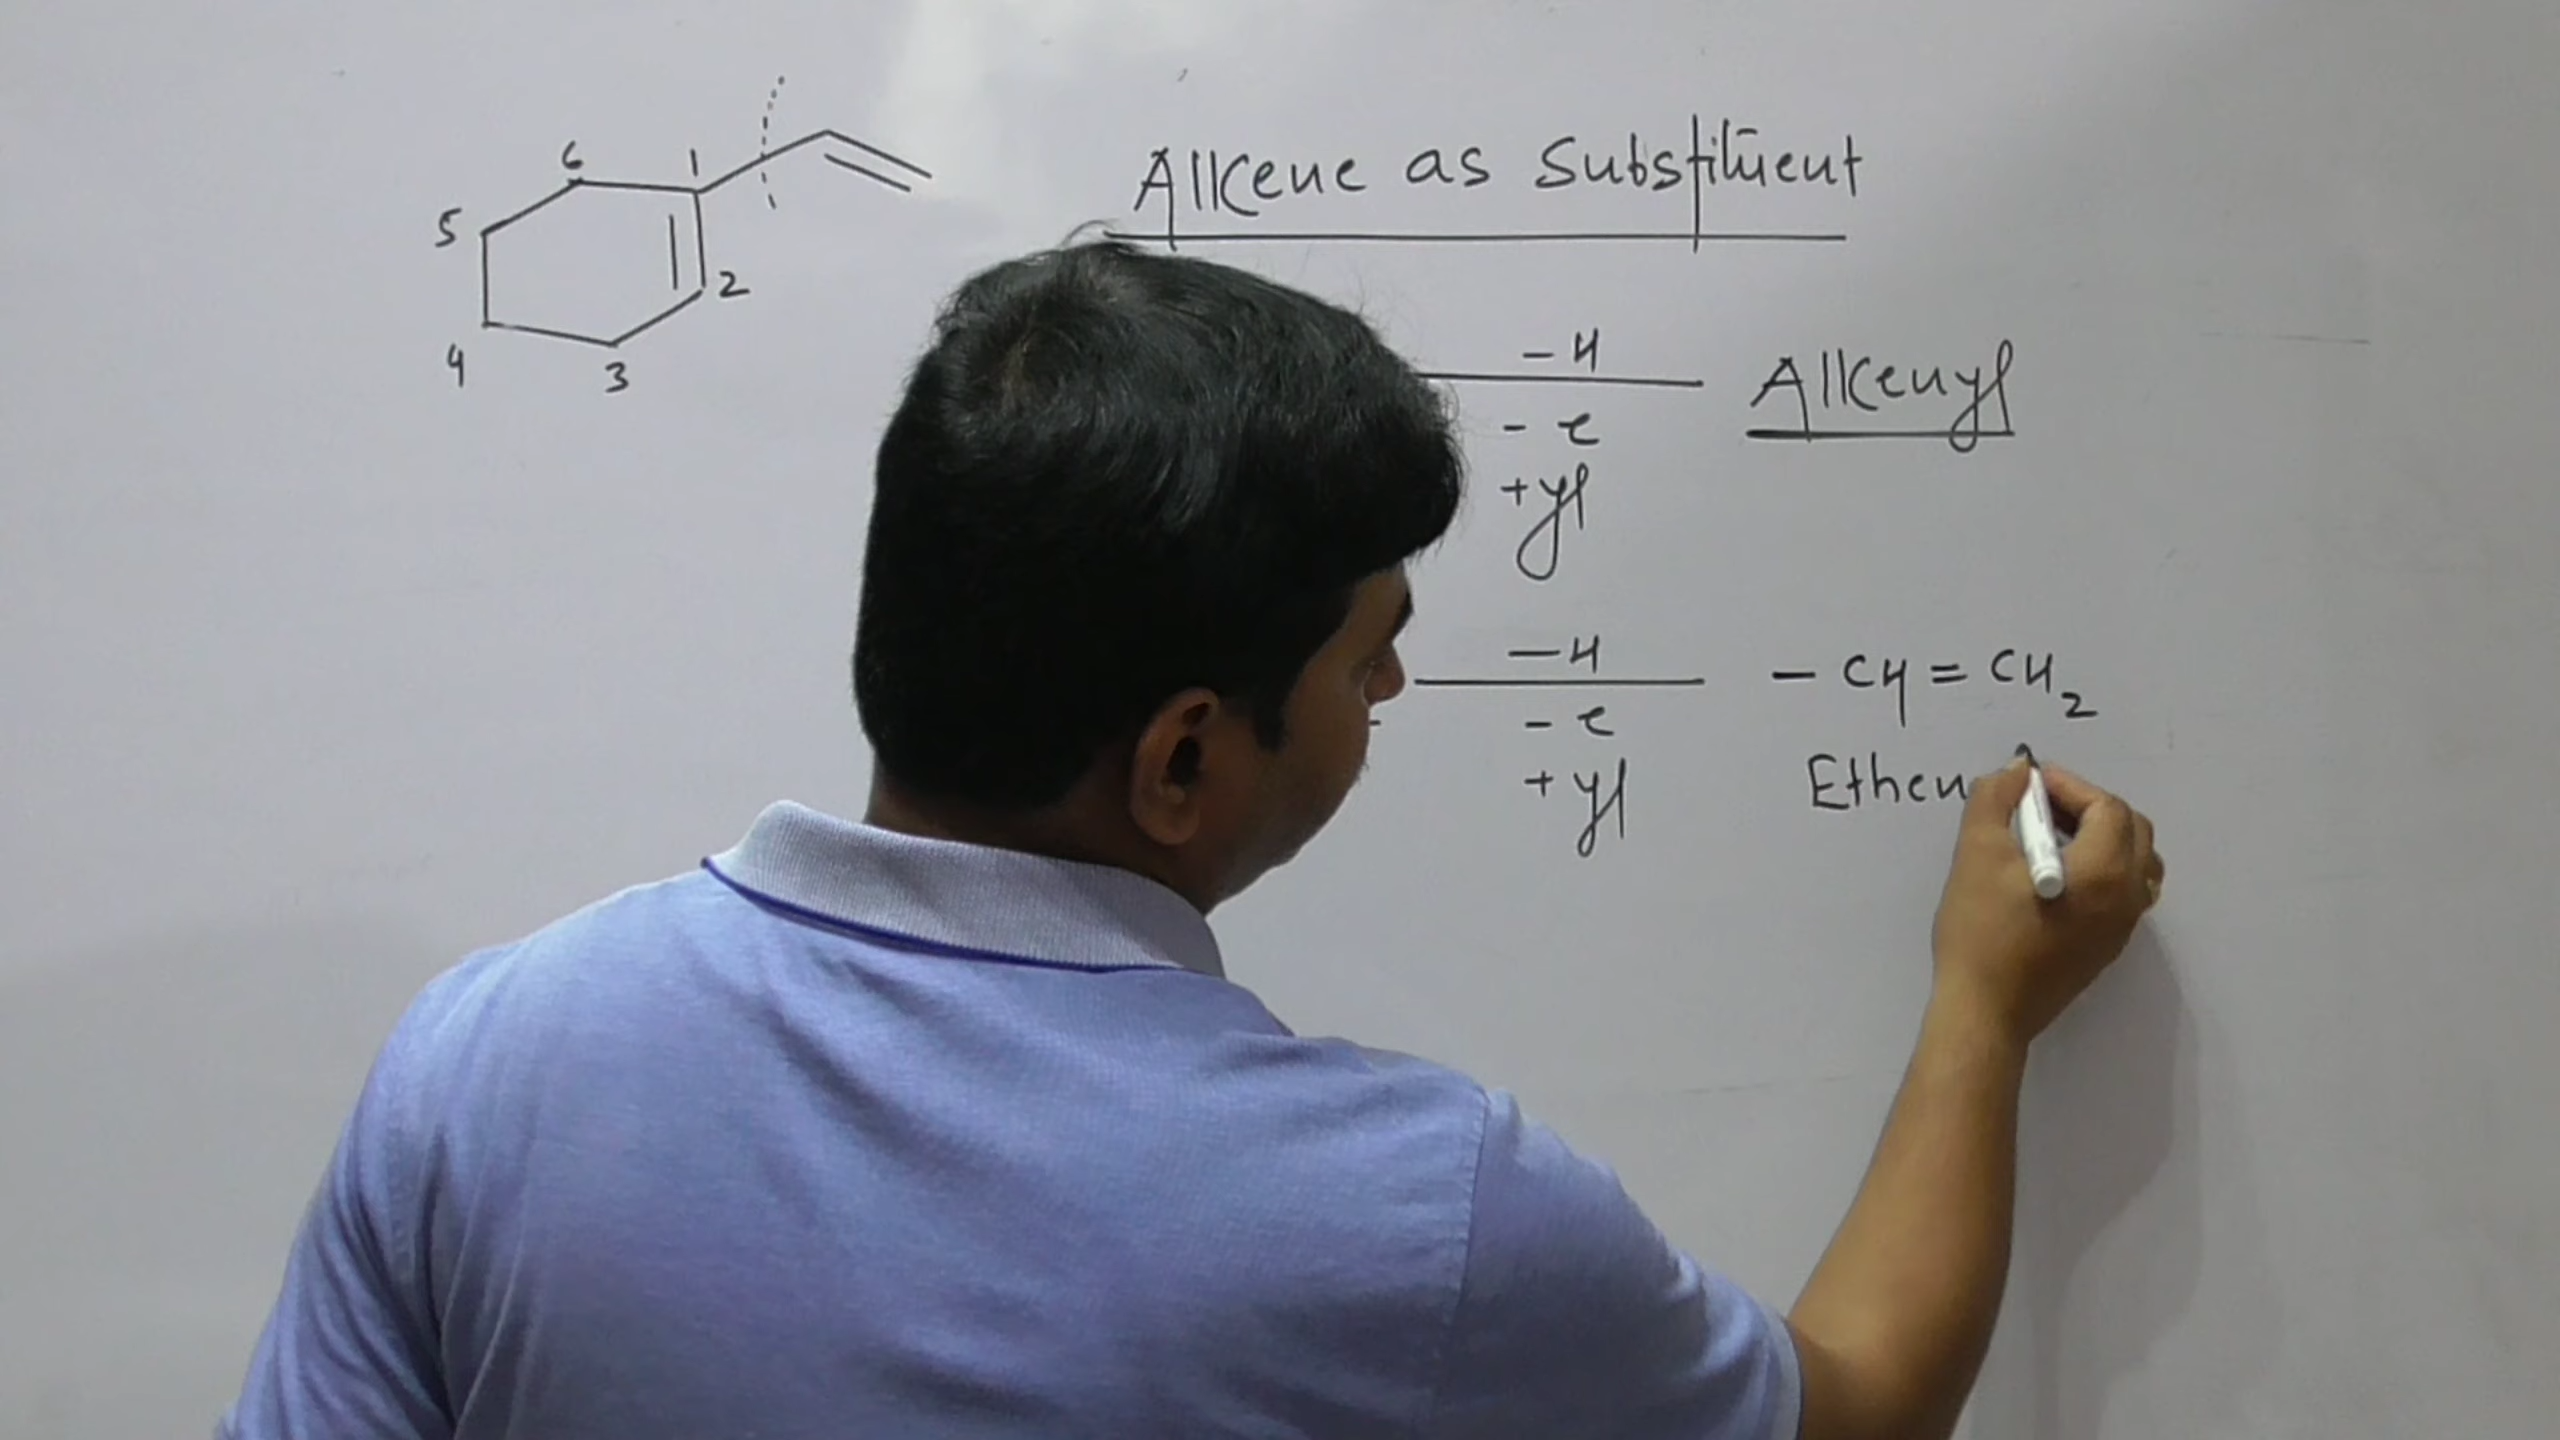 6
1
5
2
4
3
Alkene as Substituent
- H
Alkenyl
- e
+ yl
- H
- CH = CH2
- e
+ yl
Ethen